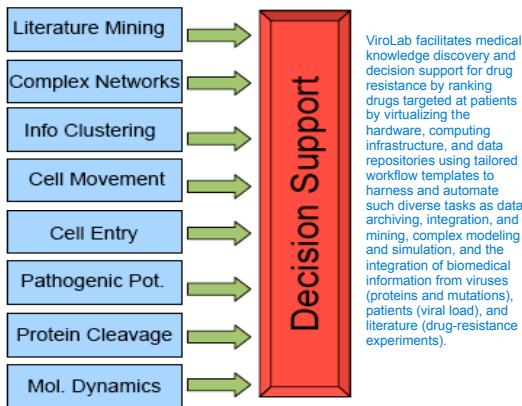 Literature Mining
Complex Networks
Info Clustering
Cell Movement
Cell Entry
Pathogenic Pot.
Protein Cleavage
Mol. Dynamics
Decision Support
ViroLab facilitates medical
knowledge discovery and
decision support for drug
resistance by ranking
drugs targeted at patients
by virtualizing the
hardware, computing
infrastructure, and data
repositories using tailored
workflow templates to
harness and automate
such diverse tasks as data
archiving, integration, and
mining, complex modeling
and simulation, and the
integration of biomedical
information from viruses
(proteins and mutations),
patients (viral load), and
literature (drug-resistance
experiments).